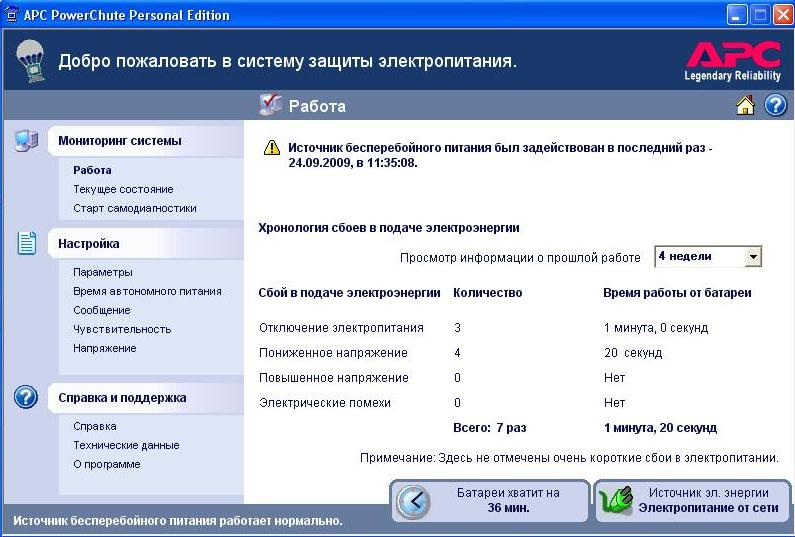 APC PowerChute Personal Edition
Добро пожаловать в систему защиты электропитания.
APC
Legendary Reliability
Работа
Мониторинг системы
Работа
Текущее состояние
Старт самодиагностики
Настройка
Параметры
Время автономного питания
Сообщение
Чувствительность
Напряжение
Справка и поддержка
Справка
Технические данные
О программе
Источник бесперебойного питания был задействован в последний раз -
24.09.2009, в 11:35:08.
Хронология сбоев в подаче электроэнергии
Просмотр информации о прошлой работе 4 недели
Сбой в подаче электроэнергии Количество Время работы от батареи
Отключение электропитания 3 1 минута, 0 секунд
Пониженное напряжение 4 20 секунд
Повышенное напряжение 0 Нет
Электрические помехи 0 Нет
Всего: 7 раз 1 минута, 20 секунд
Примечание: Здесь не отмечены очень короткие сбои в электропитании.
Батареи хватит на
36 мин.
Источник эл. энергии
Электропитание от сети
Источник бесперебойного питания работает нормально.